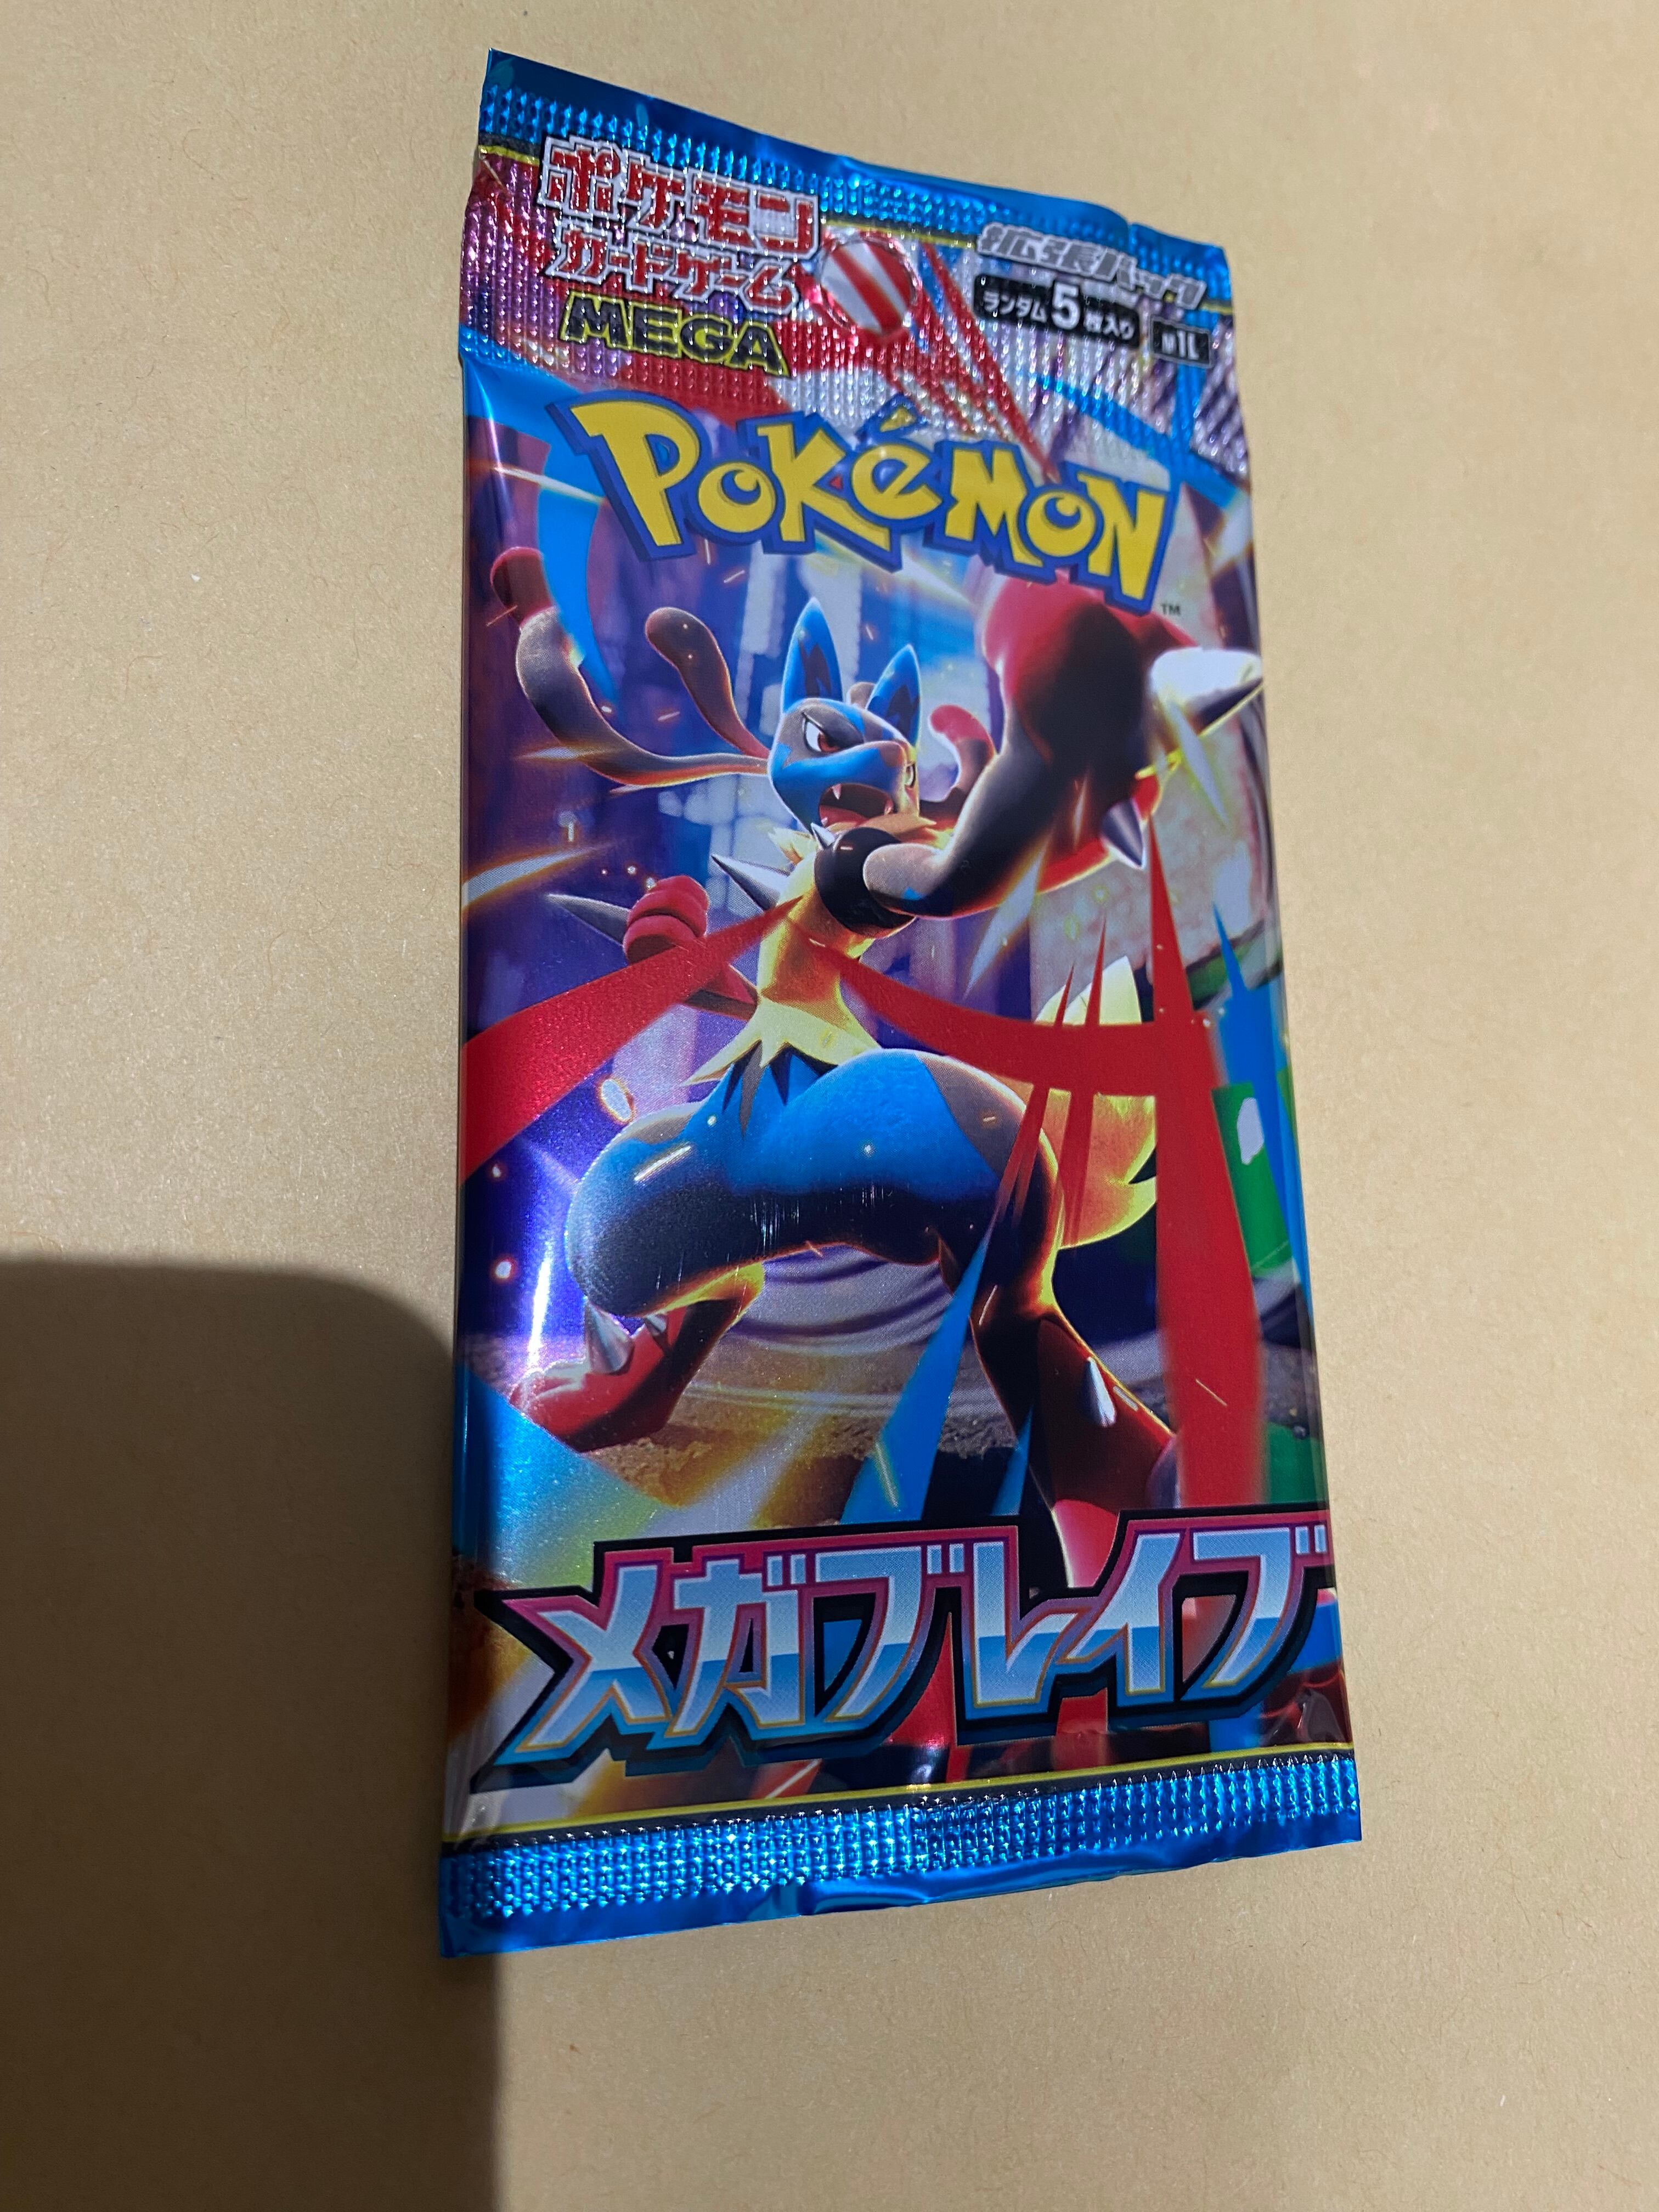 ポケモン
カードゲーム
MEGA
拡張パック
ランダム5枚入り
M1L
POKéMON
TM
メガブレイブ